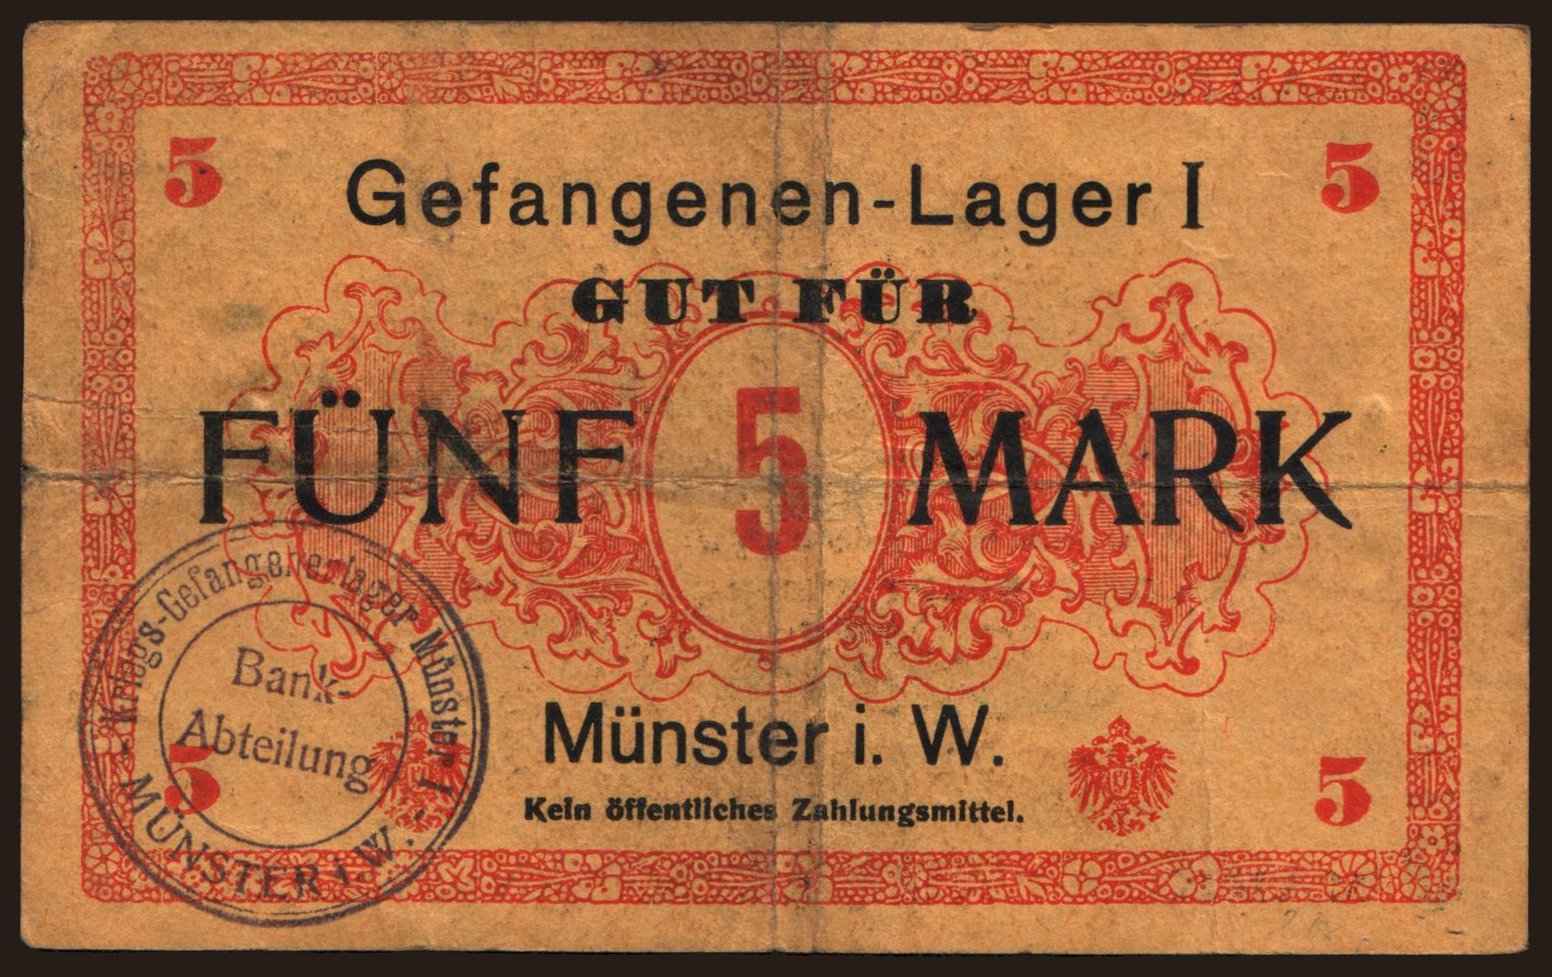 5 5
Gefangenen-Lager I
GUT FÜR
FÜNF 5 MARK
Kriegs-Gefangenenlager Münster I.
Bank-
Abteilung
MÜNSTER i. W.
5
Münster i. W.
Kein öffentliches Zahlungsmittel.
5